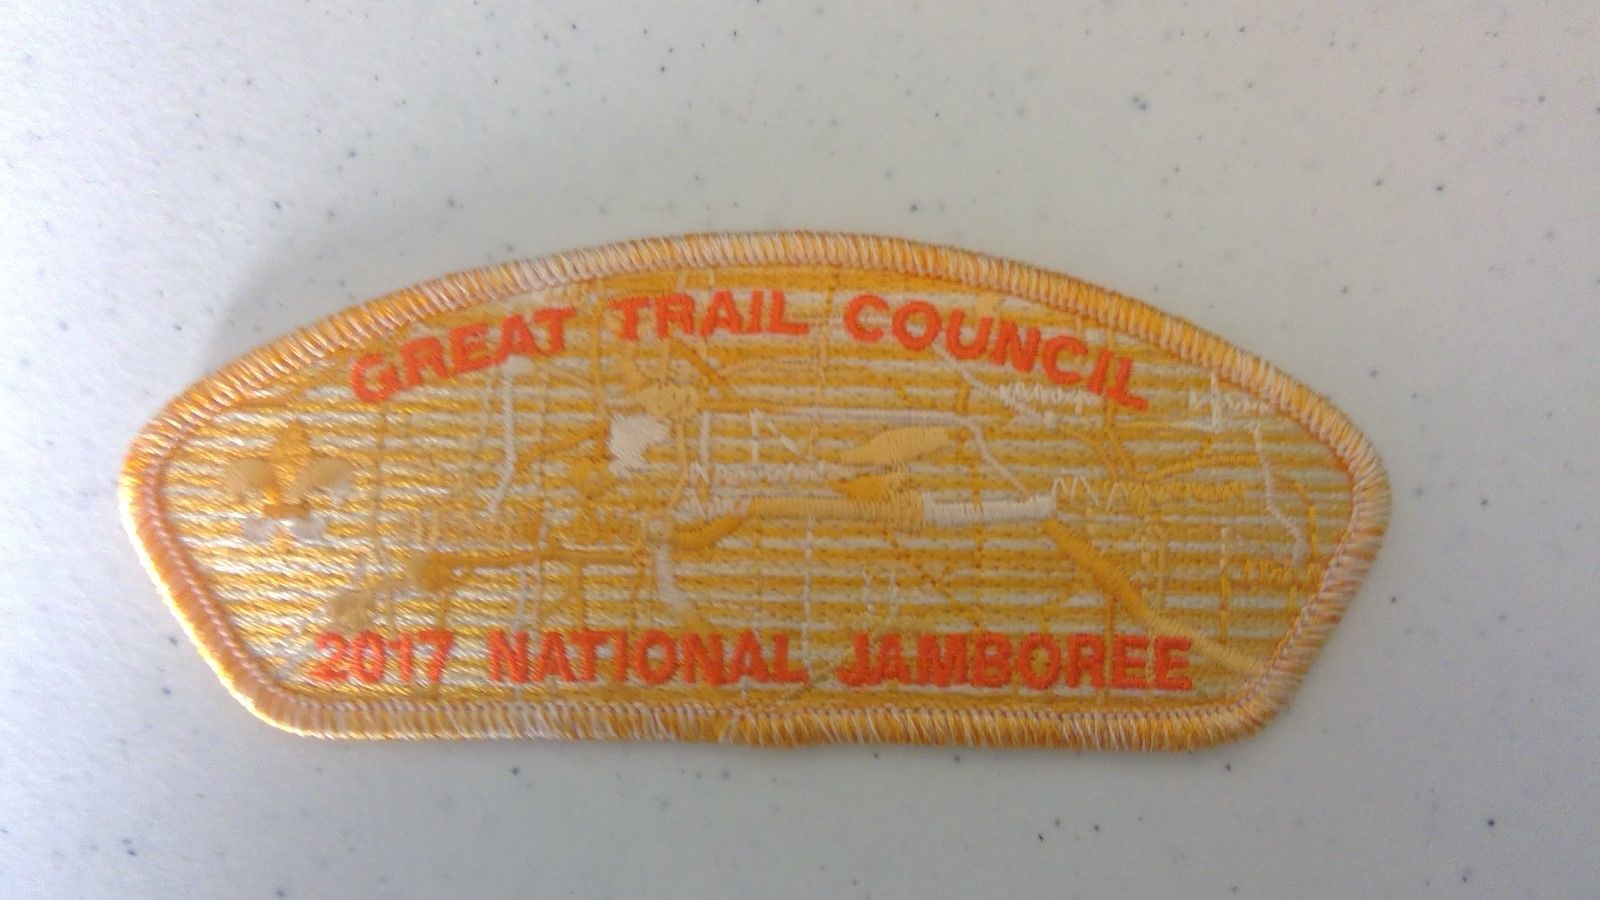 GREAT TRAIL COUNCIL
2017 NATIONAL JAMBOREE